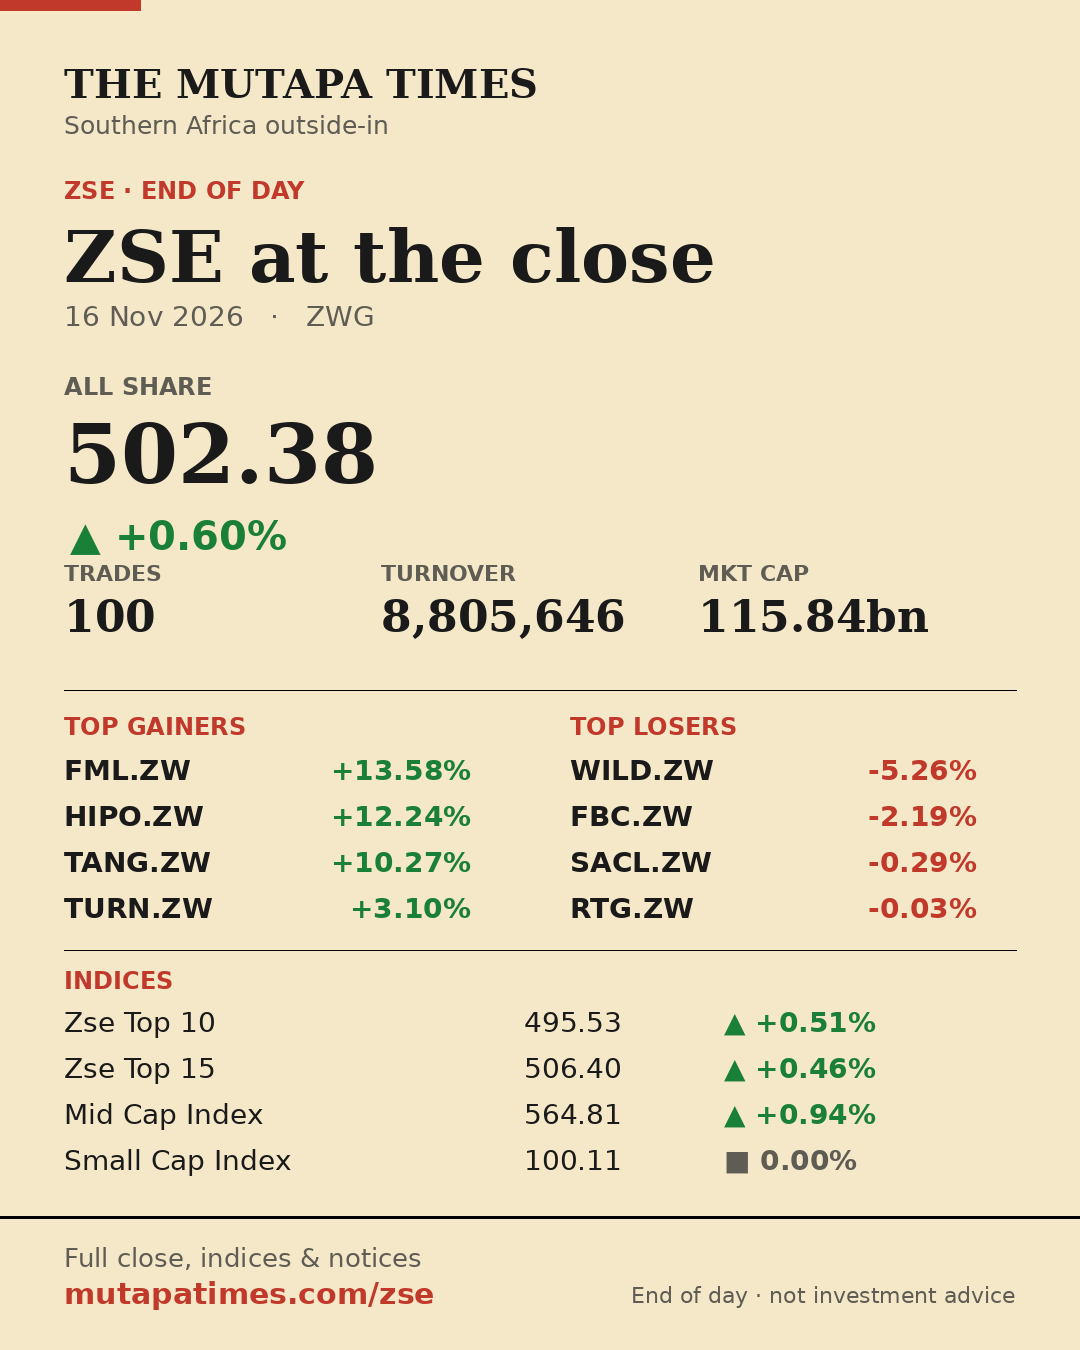 THE MUTAPA TIMES
Southern Africa outside-in
ZSE · END OF DAY
ZSE at the close
16 Nov 2026 · ZWG
ALL SHARE
502.38
▲ +0.60%
TRADES TURNOVER MKT CAP
100 8,805,646 115.84bn
TOP GAINERS TOP LOSERS
FML.ZW +13.58% WILD.ZW -5.26%
HIPO.ZW +12.24% FBC.ZW -2.19%
TANG.ZW +10.27% SACL.ZW -0.29%
TURN.ZW +3.10% RTG.ZW -0.03%
INDICES
Zse Top 10 495.53 ▲ +0.51%
Zse Top 15 506.40 ▲ +0.46%
Mid Cap Index 564.81 ▲ +0.94%
Small Cap Index 100.11 ■ 0.00%
Full close, indices & notices
mutapatimes.com/zse End of day · not investment advice